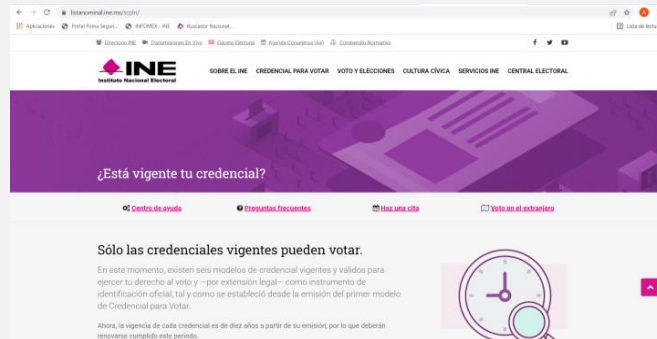 listanominal.ine.mx/scpln/
Aplicaciones Portal Firma Seguri... INFOMEX - INE Buscador Nacional... Lista de lectu
Directorio INE Transmisiones En Vivo Gaceta Electoral Agenda Consejeros (As) Compendio Normativo
INE
Instituto Nacional Electoral
SOBRE EL INE CREDENCIAL PARA VOTAR VOTO Y ELECCIONES CULTURA CÍVICA SERVICIOS INE CENTRAL ELECTORAL
¿Está vigente tu credencial?
Centro de ayuda Preguntas frecuentes Haz una cita Voto en el extranjero
Sólo las credenciales vigentes pueden votar.
En este momento, existen seis modelos de credencial vigentes y válidos para
ejercer tu derecho al voto y —por extensión legal— como instrumento de
identificación oficial, tal y como se estableció desde la emisión del primer modelo
de Credencial para Votar.
Ahora, la vigencia de cada credencial es de diez años a partir de su emisión, por lo que deberán
renovarse cumplido este periodo.